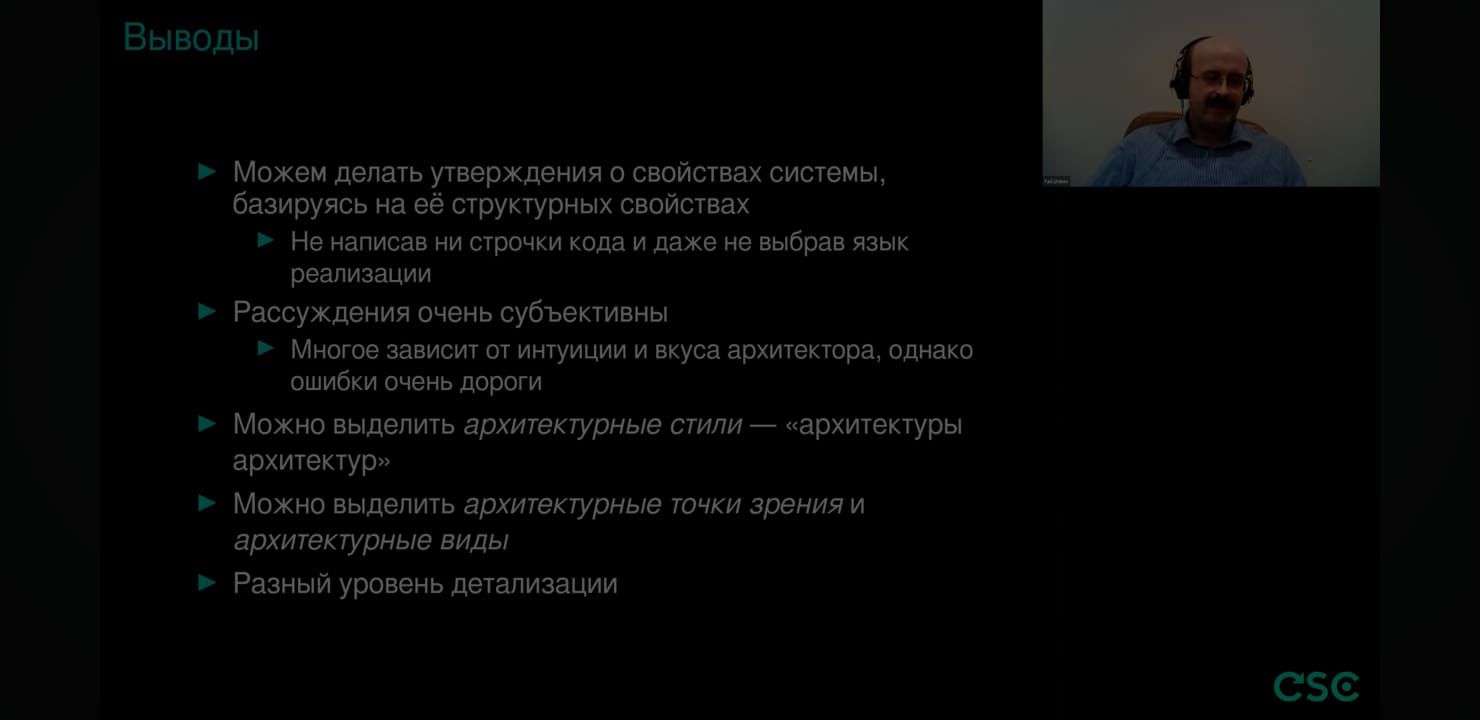 Выводы
Можем делать утверждения о свойствах системы,
базируясь на её структурных свойствах
Не написав ни строчки кода и даже не выбрав язык
реализации
Рассуждения очень субъективны
Многое зависит от интуиции и вкуса архитектора, однако
ошибки очень дороги
Можно выделить архитектурные стили — «архитектуры
архитектур»
Можно выделить архитектурные точки зрения и
архитектурные виды
Разный уровень детализации
CSC